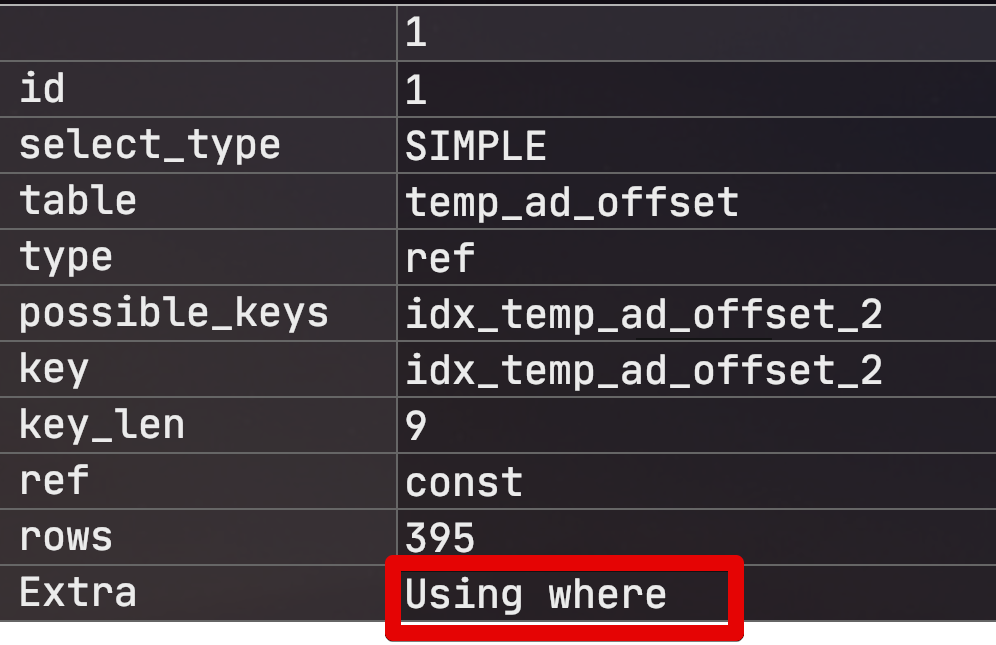 1
id 1
select_type SIMPLE
table temp_ad_offset
type ref
possible_keys idx_temp_ad_offset_2
key idx_temp_ad_offset_2
key_len 9
ref const
rows 395
Extra Using where